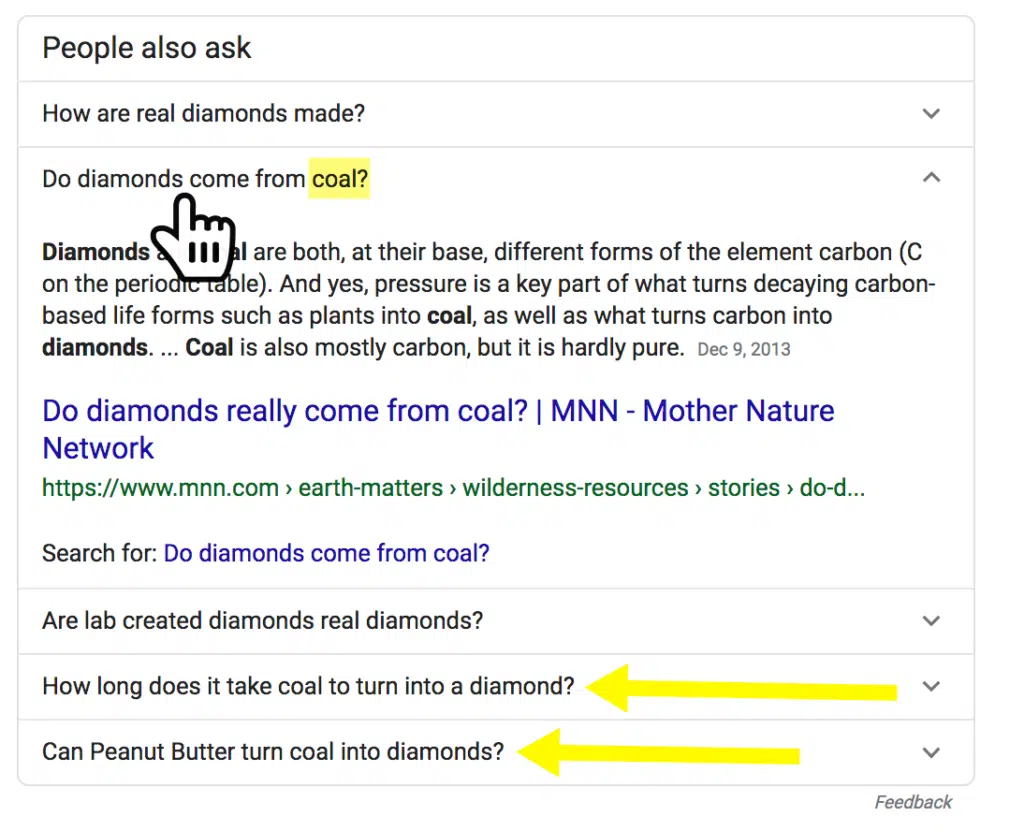 People also ask
How are real diamonds made?
Do diamonds come from coal?
Diamonds are both, at their base, different forms of the element carbon (C
on the periodic table). And yes, pressure is a key part of what turns decaying carbon-
based life forms such as plants into coal, as well as what turns carbon into
diamonds. ... Coal is also mostly carbon, but it is hardly pure. Dec 9, 2013
Do diamonds really come from coal? | MNN - Mother Nature
Network
https://www.mnn.com › earth-matters › wilderness-resources › stories › do-d...
Search for: Do diamonds come from coal?
Are lab created diamonds real diamonds?
How long does it take coal to turn into a diamond?
Can Peanut Butter turn coal into diamonds?
Feedback